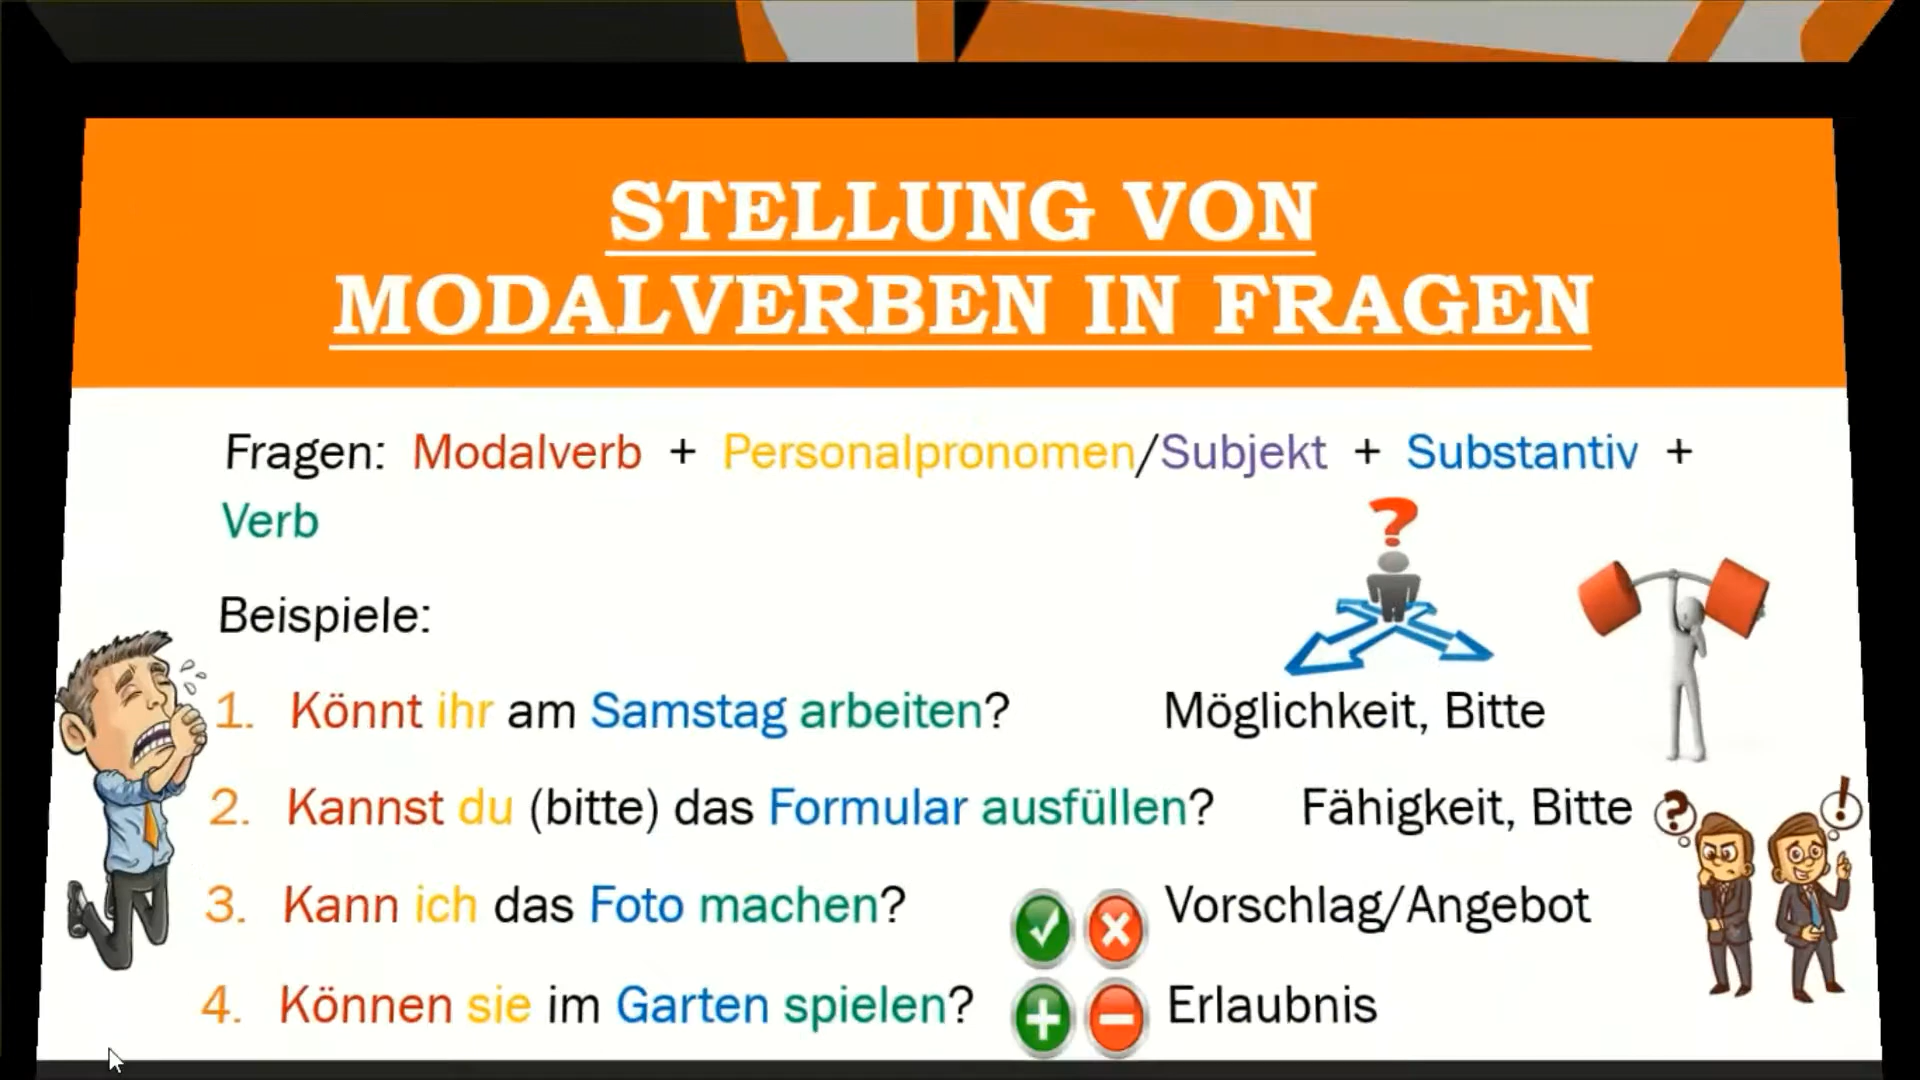 STELLUNG VON
MODALVERBEN IN FRAGEN
Fragen: Modalverb + Personalpronomen/Subjekt + Substantiv +
Verb
Beispiele:
1. Könnt ihr am Samstag arbeiten? Möglichkeit, Bitte
2. Kannst du (bitte) das Formular ausfüllen? Fähigkeit, Bitte
3. Kann ich das Foto machen? Vorschlag/Angebot
4. Können sie im Garten spielen? Erlaubnis